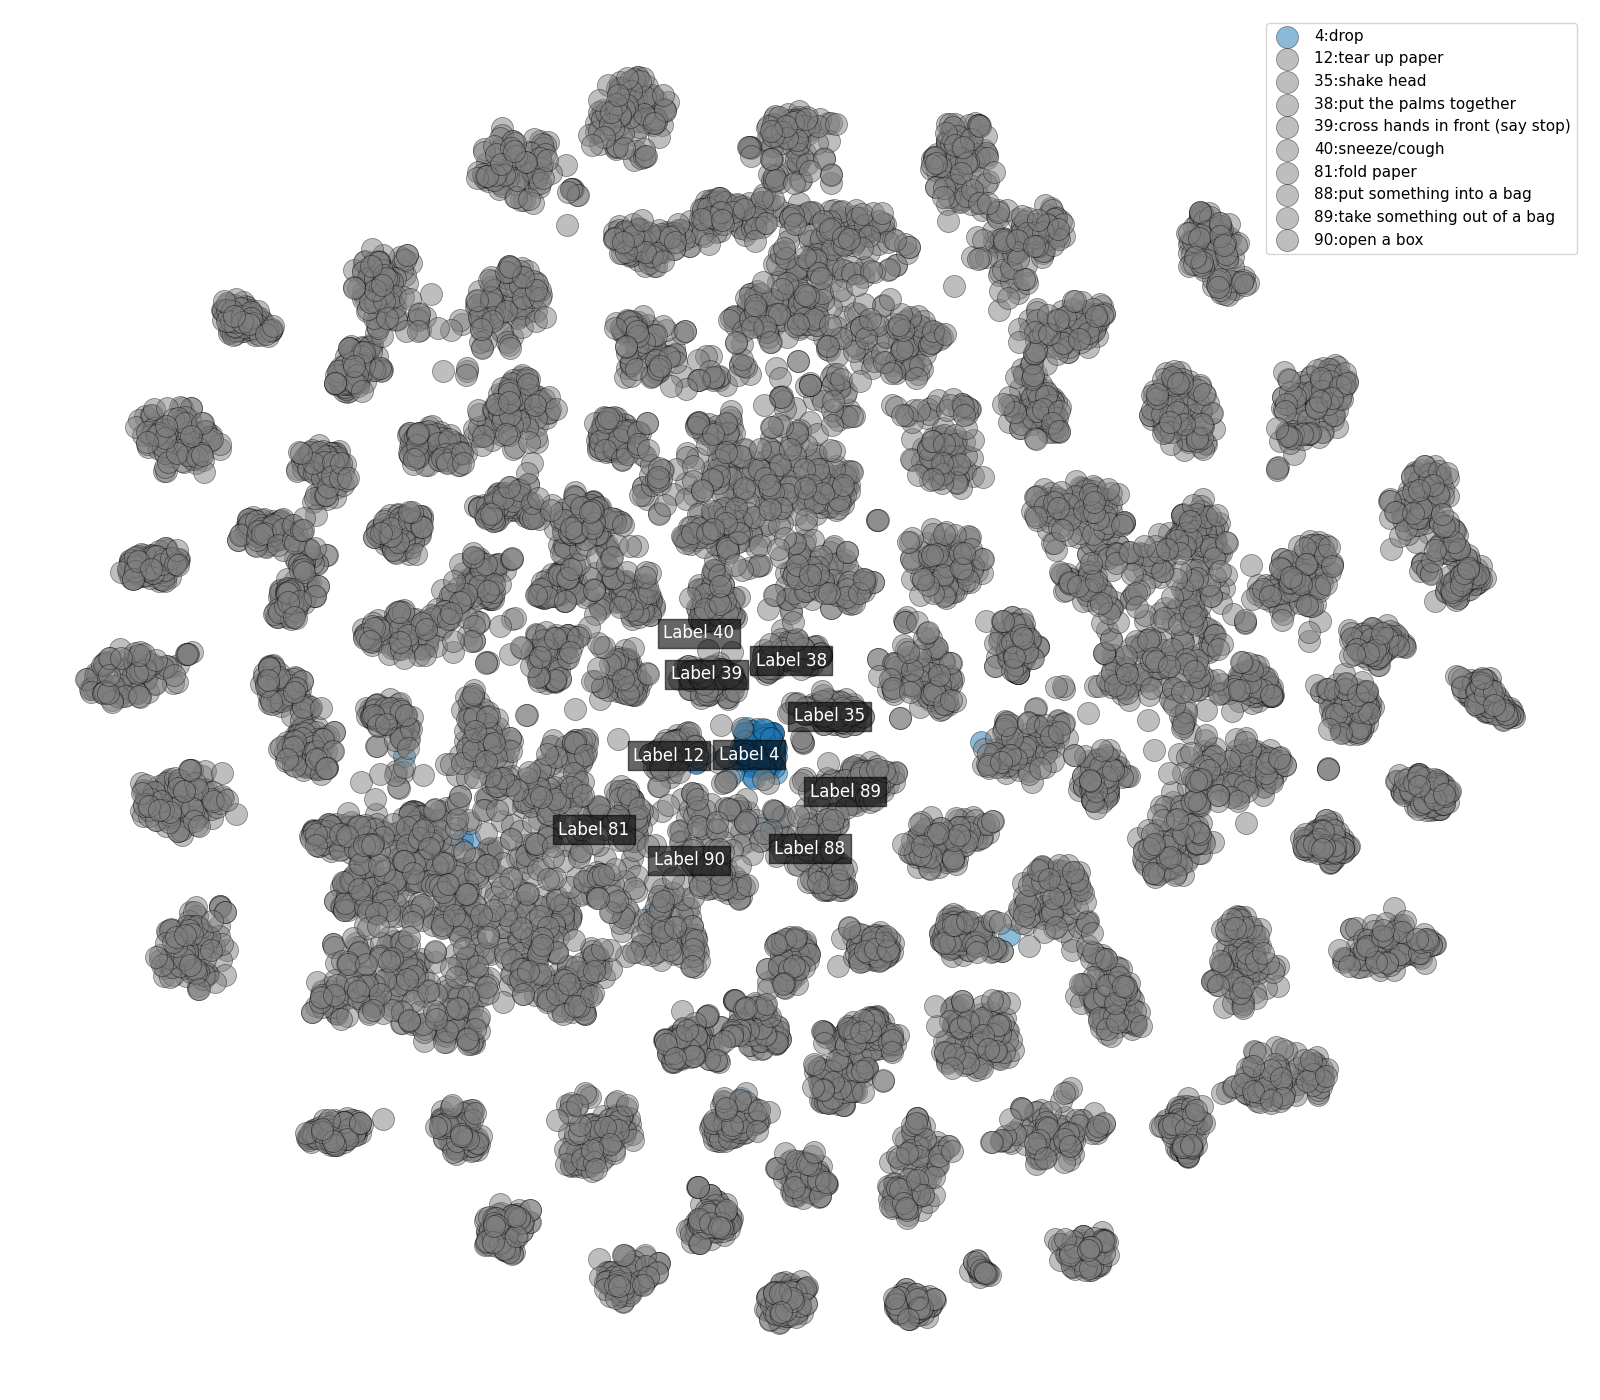 4:drop
12:tear up paper
35:shake head
38:put the palms together
39:cross hands in front (say stop)
40:sneeze/cough
81:fold paper
88:put something into a bag
89:take something out of a bag
90:open a box
Label 40
Label 38
Label 39
Label 35
Label 12
Label 4
Label 89
Label 81
Label 88
Label 90